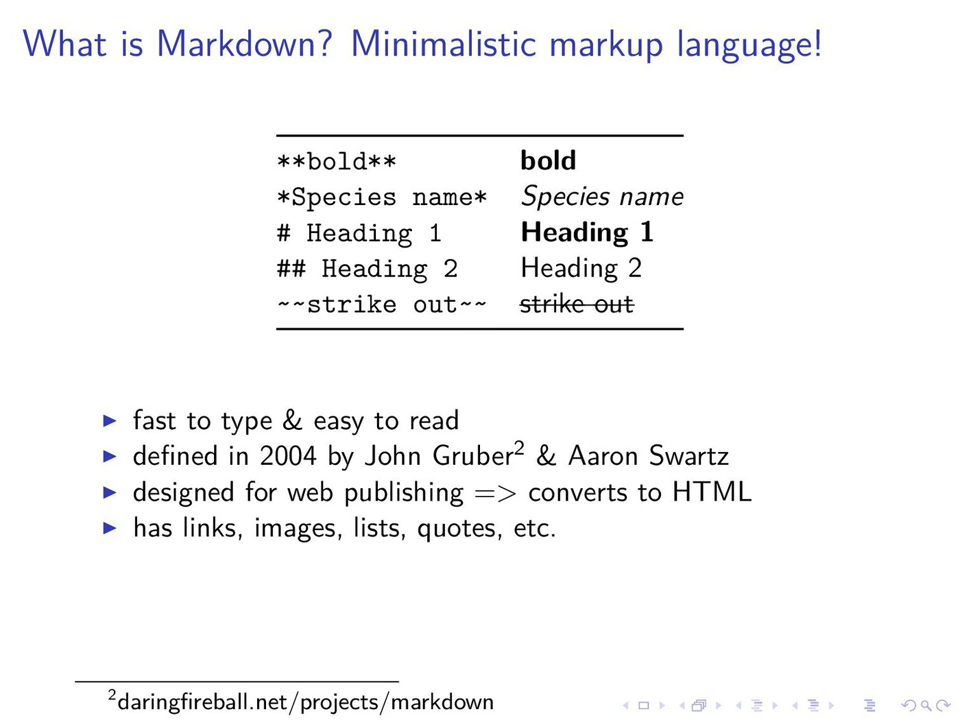 What is Markdown? Minimalistic markup language!
**bold** bold
*Species name* Species name
# Heading 1 Heading 1
## Heading 2 Heading 2
~~strike out~~ strike out
fast to type & easy to read
defined in 2004 by John Gruber² & Aaron Swartz
designed for web publishing => converts to HTML
has links, images, lists, quotes, etc.
²daringfireball.net/projects/markdown